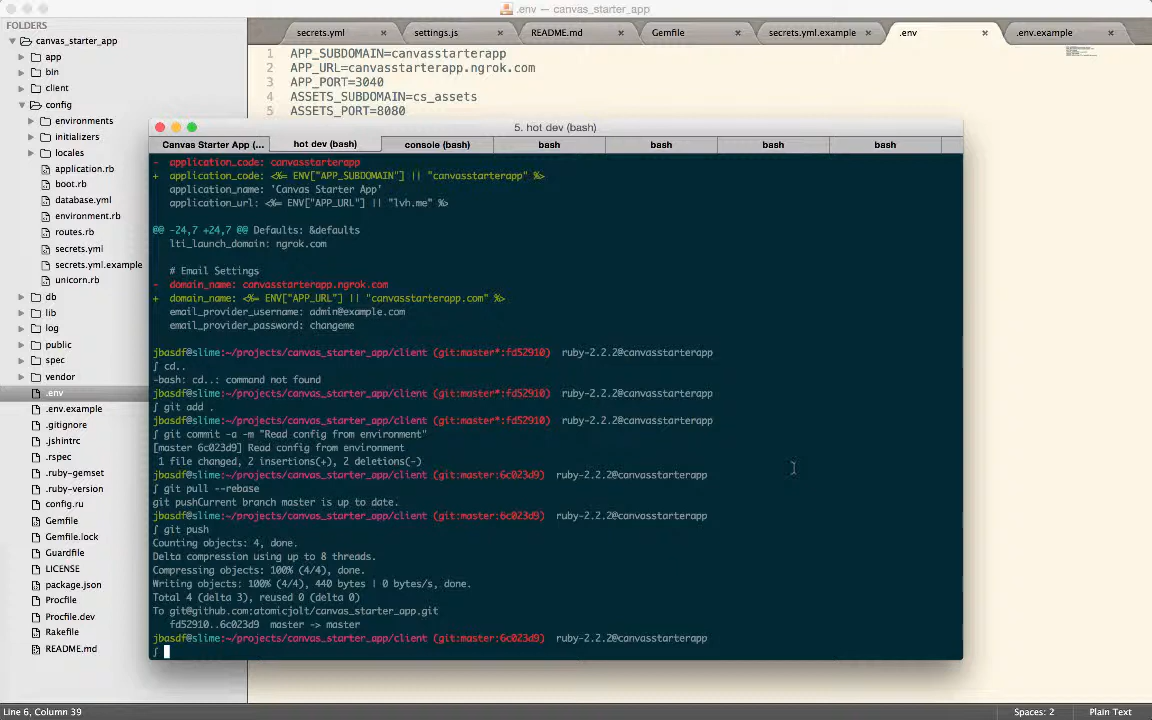 .env — canvas_starter_app
FOLDERS
canvas_starter_app
app
bin
client
config
environments
initializers
locales
application.rb
boot.rb
database.yml
environment.rb
routes.rb
secrets.yml
secrets.yml.example
unicorn.rb
db
lib
log
public
spec
vendor
.env
.env.example
.gitignore
.jshintrc
.rspec
.ruby-gemset
.ruby-version
config.ru
Gemfile
Gemfile.lock
Guardfile
LICENSE
package.json
Procfile
Procfile.dev
Rakefile
README.md
secrets.yml × settings.js × README.md × Gemfile × secrets.yml.example × .env × .env.example ×
1 APP_SUBDOMAIN=canvasstarterapp
2 APP_URL=canvasstarterapp.ngrok.com
3 APP_PORT=3040
4 ASSETS_SUBDOMAIN=cs_assets
5 ASSETS_PORT=8080
5. hot dev (bash)
Canvas Starter App (... hot dev (bash) console (bash) bash bash bash bash
- application_code: canvasstarterapp
+ application_code: <%= ENV["APP_SUBDOMAIN"] || "canvasstarterapp" %>
application_name: 'Canvas Starter App'
application_url: <%= ENV["APP_URL"] || "lvh.me" %>
@@ -24,7 +24,7 @@ Defaults: &defaults
lti_launch_domain: ngrok.com
# Email Settings
- domain_name: canvasstarterapp.ngrok.com
+ domain_name: <%= ENV["APP_URL"] || "canvasstarterapp.com" %>
email_provider_username: admin@example.com
email_provider_password: changeme
jbasdf@slime:~/projects/canvas_starter_app/client (git:master*:fd52910) ruby-2.2.2@canvasstarterapp
∫ cd..
-bash: cd..: command not found
jbasdf@slime:~/projects/canvas_starter_app/client (git:master*:fd52910) ruby-2.2.2@canvasstarterapp
∫ git add .
jbasdf@slime:~/projects/canvas_starter_app/client (git:master*:fd52910) ruby-2.2.2@canvasstarterapp
∫ git commit -a -m "Read config from environment"
[master 6c023d9] Read config from environment
1 file changed, 2 insertions(+), 2 deletions(-)
jbasdf@slime:~/projects/canvas_starter_app/client (git:master:6c023d9) ruby-2.2.2@canvasstarterapp
∫ git pull --rebase
git pushCurrent branch master is up to date.
jbasdf@slime:~/projects/canvas_starter_app/client (git:master:6c023d9) ruby-2.2.2@canvasstarterapp
∫ git push
Counting objects: 4, done.
Delta compression using up to 8 threads.
Compressing objects: 100% (4/4), done.
Writing objects: 100% (4/4), 440 bytes | 0 bytes/s, done.
Total 4 (delta 3), reused 0 (delta 0)
To git@github.com:atomicjolt/canvas_starter_app.git
fd52910..6c023d9 master -> master
jbasdf@slime:~/projects/canvas_starter_app/client (git:master:6c023d9) ruby-2.2.2@canvasstarterapp
∫
Line 6, Column 39
Spaces: 2
Plain Text